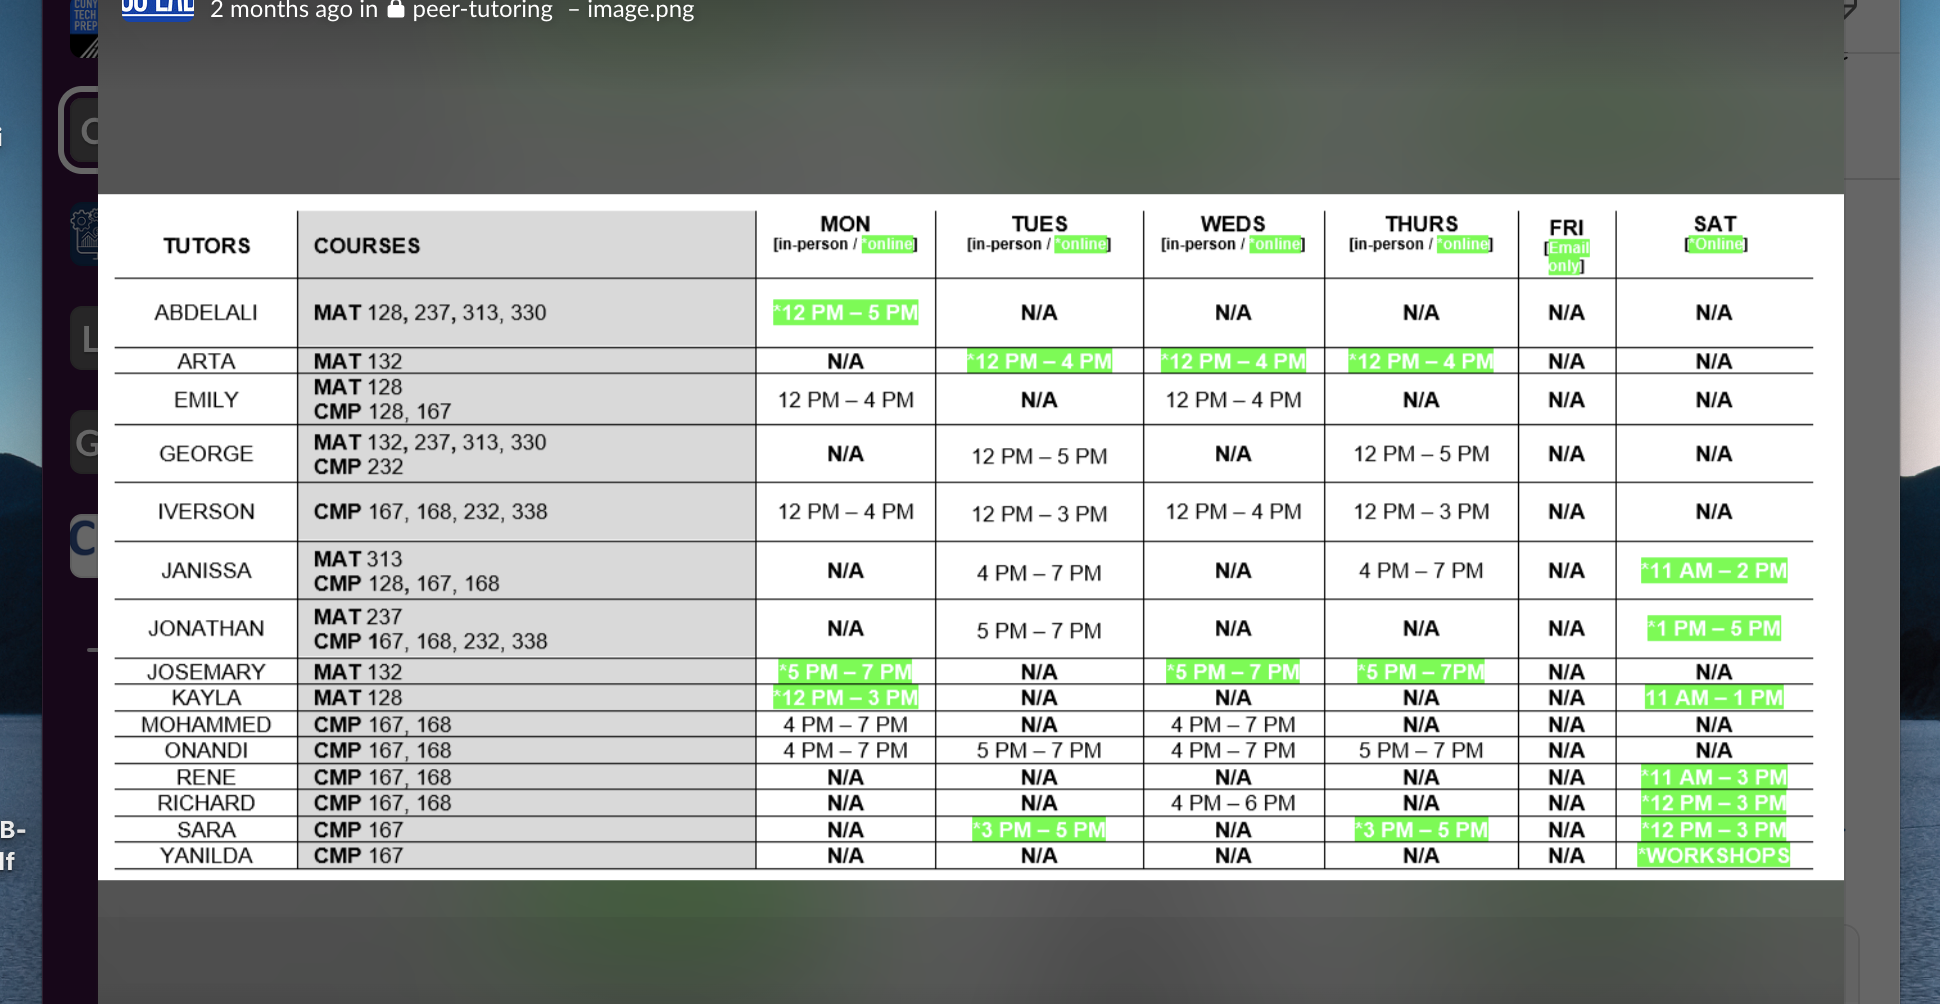 CUNY
TECH
PREP
2 months ago in peer-tutoring – image.png
C
i
L
G
C
B-
lf
TUTORS COURSES MON TUES WEDS THURS FRI SAT
[in-person / *online] [in-person / *online] [in-person / *online] [in-person / *online] [Email only] [*Online]
ABDELALI MAT 128, 237, 313, 330 *12 PM – 5 PM N/A N/A N/A N/A N/A
ARTA MAT 132 N/A *12 PM – 4 PM *12 PM – 4 PM *12 PM – 4 PM N/A N/A
EMILY MAT 128 CMP 128, 167 12 PM – 4 PM N/A 12 PM – 4 PM N/A N/A N/A
GEORGE MAT 132, 237, 313, 330 CMP 232 N/A 12 PM – 5 PM N/A 12 PM – 5 PM N/A N/A
IVERSON CMP 167, 168, 232, 338 12 PM – 4 PM 12 PM – 3 PM 12 PM – 4 PM 12 PM – 3 PM N/A N/A
JANISSA MAT 313 CMP 128, 167, 168 N/A 4 PM – 7 PM N/A 4 PM – 7 PM N/A *11 AM – 2 PM
JONATHAN MAT 237 CMP 167, 168, 232, 338 N/A 5 PM – 7 PM N/A N/A N/A *1 PM – 5 PM
JOSEMARY MAT 132 *5 PM – 7 PM N/A *5 PM – 7 PM *5 PM – 7PM N/A N/A
KAYLA MAT 128 *12 PM – 3 PM N/A N/A N/A N/A 11 AM – 1 PM
MOHAMMED CMP 167, 168 4 PM – 7 PM N/A 4 PM – 7 PM N/A N/A N/A
ONANDI CMP 167, 168 4 PM – 7 PM 5 PM – 7 PM 4 PM – 7 PM 5 PM – 7 PM N/A N/A
RENE CMP 167, 168 N/A N/A N/A N/A N/A *11 AM – 3 PM
RICHARD CMP 167, 168 N/A N/A 4 PM – 6 PM N/A N/A *12 PM – 3 PM
SARA CMP 167 N/A *3 PM – 5 PM N/A *3 PM – 5 PM N/A *12 PM – 3 PM
YANILDA CMP 167 N/A N/A N/A N/A N/A *WORKSHOPS